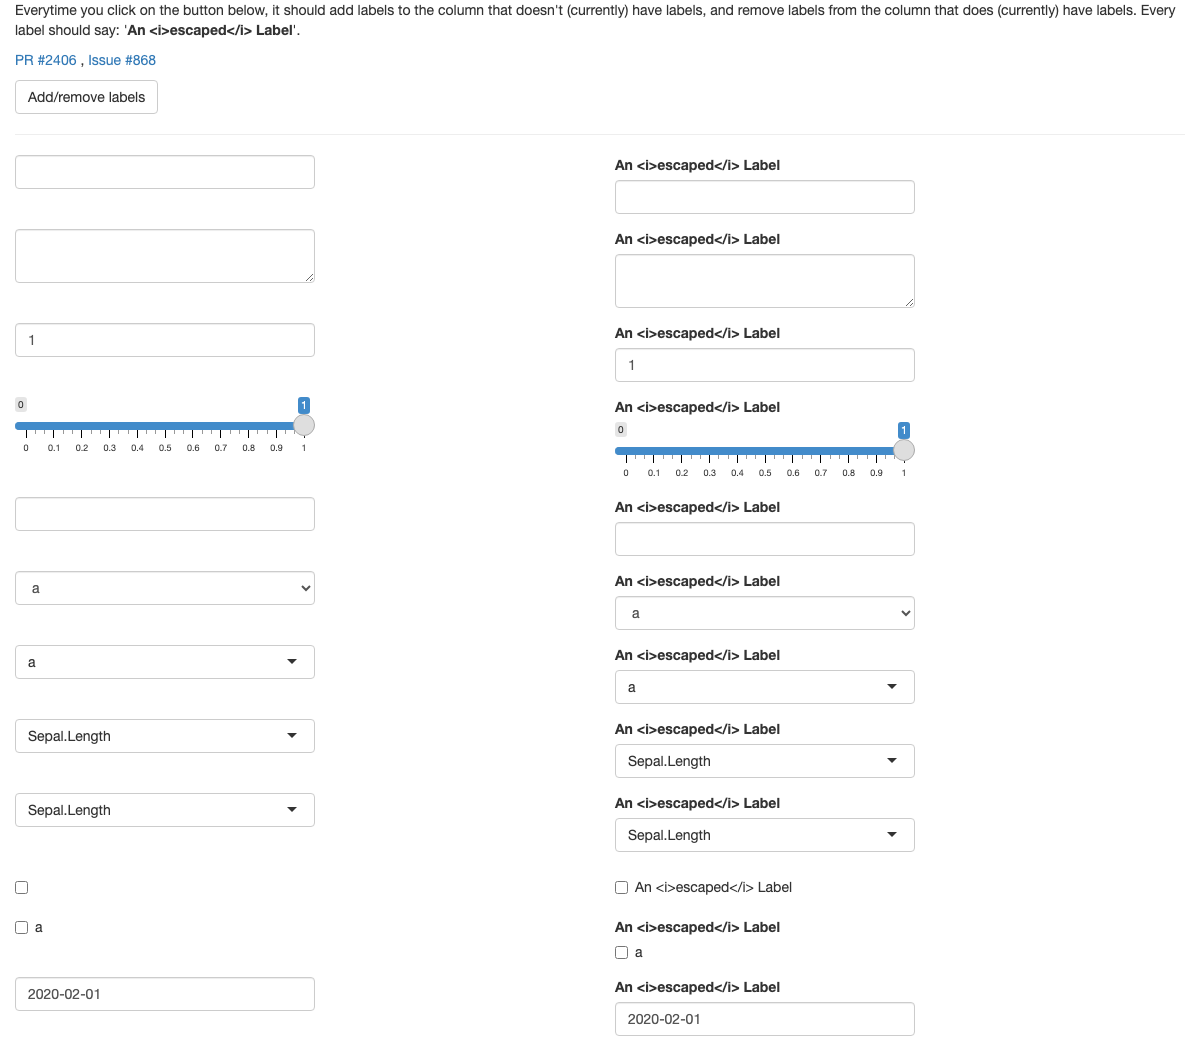 Everytime you click on the button below, it should add labels to the column that doesn't (currently) have labels, and remove labels from the column that does (currently) have labels. Every
label should say: 'An <i>escaped</i> Label'.
PR #2406 , Issue #868
Add/remove labels
An <i>escaped</i> Label
An <i>escaped</i> Label
1
An <i>escaped</i> Label
1
0 1
0 0.1 0.2 0.3 0.4 0.5 0.6 0.7 0.8 0.9 1
An <i>escaped</i> Label
0 1
0 0.1 0.2 0.3 0.4 0.5 0.6 0.7 0.8 0.9 1
An <i>escaped</i> Label
a
An <i>escaped</i> Label
a
a
An <i>escaped</i> Label
a
Sepal.Length
An <i>escaped</i> Label
Sepal.Length
Sepal.Length
An <i>escaped</i> Label
Sepal.Length
An <i>escaped</i> Label
a
An <i>escaped</i> Label
a
2020-02-01
An <i>escaped</i> Label
2020-02-01